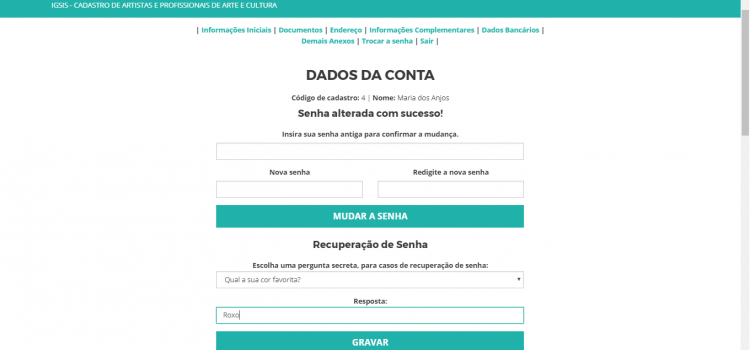 IGSIS - CADASTRO DE ARTISTAS E PROFISSIONAIS DE ARTE E CULTURA
| Informações Iniciais | Documentos | Endereço | Informações Complementares | Dados Bancários |
Demais Anexos | Trocar a senha | Sair |
DADOS DA CONTA
Código de cadastro: 4 | Nome: Maria dos Anjos
Senha alterada com sucesso!
Insira sua senha antiga para confirmar a mudança.
Nova senha Redigite a nova senha
MUDAR A SENHA
Recuperação de Senha
Escolha uma pergunta secreta, para casos de recuperação de senha:
Qual a sua cor favorita?
Resposta:
Roxo
GRAVAR